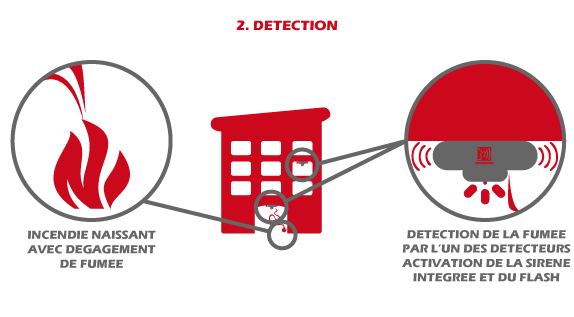 2. DETECTION
INCENDIE NAISSANT
AVEC DEGAGEMENT
DE FUMEE
DETECTION DE LA FUMEE
PAR L'UN DES DETECTEURS
ACTIVATION DE LA SIRENE
INTEGREE ET DU FLASH